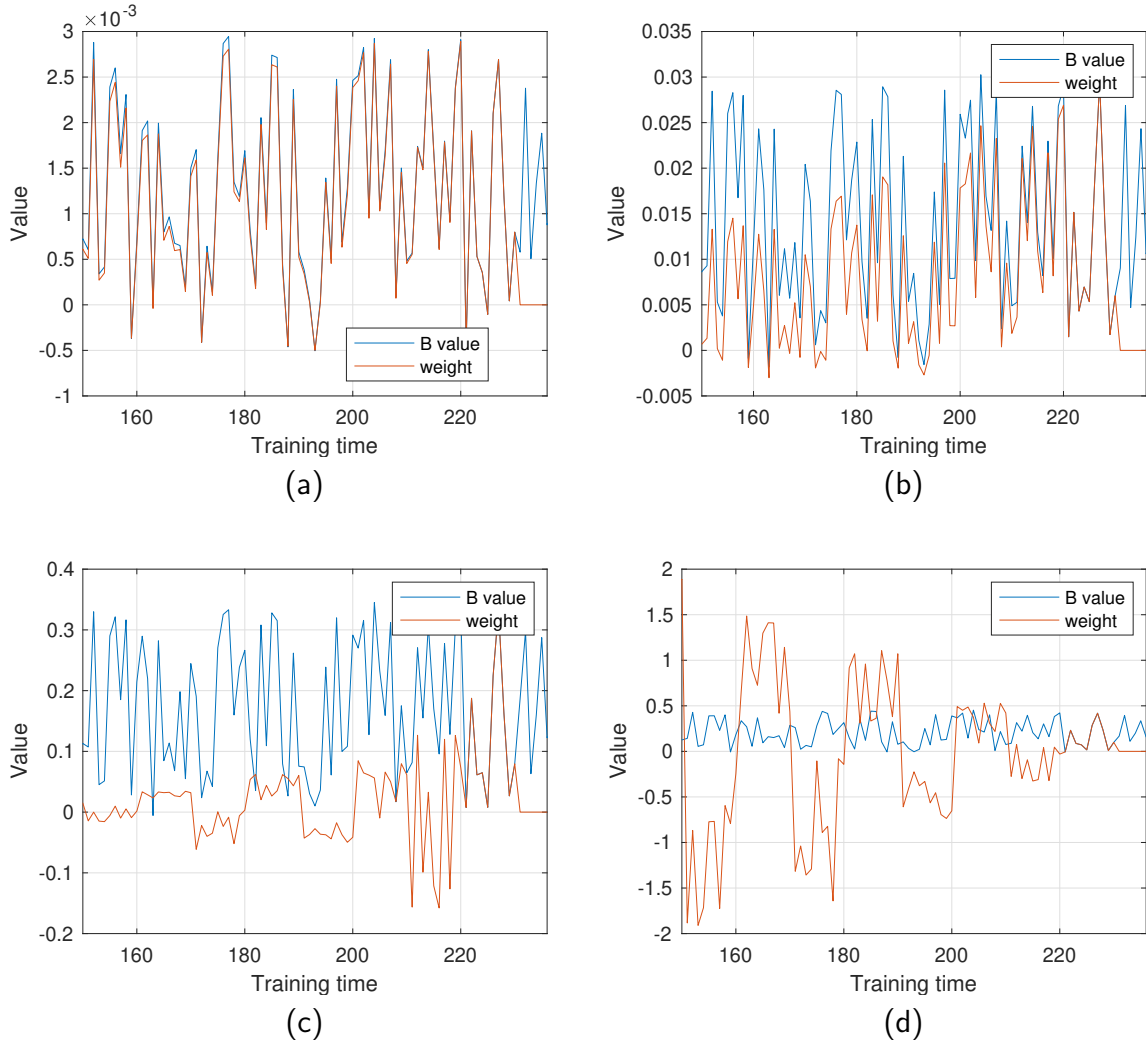 ×10⁻³
3
2.5
2
1.5
1
0.5
0
-0.5
-1
Value
B value
weight
160 180 200 220
Training time
(a)
0.035
0.03
0.025
0.02
0.015
0.01
0.005
0
-0.005
Value
B value
weight
160 180 200 220
Training time
(b)
0.4
0.3
0.2
0.1
0
-0.1
-0.2
Value
B value
weight
160 180 200 220
Training time
(c)
2
1.5
1
0.5
0
-0.5
-1
-1.5
-2
Value
B value
weight
160 180 200 220
Training time
(d)